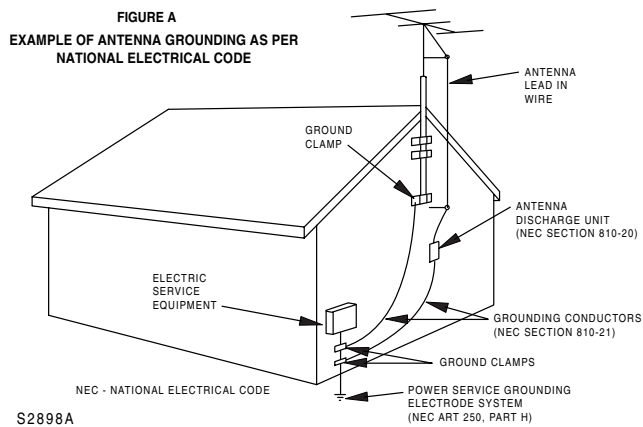 FIGURE A
EXAMPLE OF ANTENNA GROUNDING AS PER
NATIONAL ELECTRICAL CODE
ANTENNA
LEAD IN
WIRE
GROUND
CLAMP
ANTENNA
DISCHARGE UNIT
(NEC SECTION 810-20)
ELECTRIC
SERVICE
EQUIPMENT
GROUNDING CONDUCTORS
(NEC SECTION 810-21)
GROUND CLAMPS
NEC - NATIONAL ELECTRICAL CODE
POWER SERVICE GROUNDING
ELECTRODE SYSTEM
(NEC ART 250, PART H)
S2898A